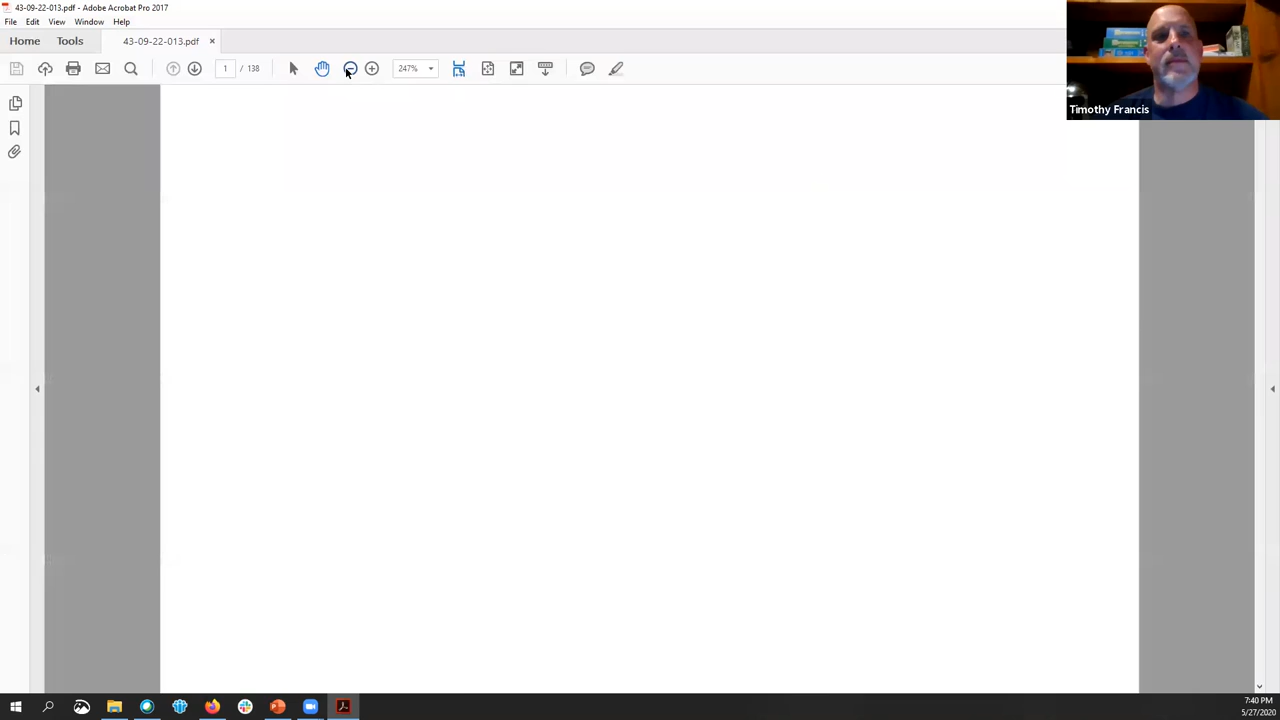 43-09-22-013.pdf - Adobe Acrobat Pro 2017
File Edit View Window Help
Home Tools 43-09-22-013.pdf ×
1 / 138 247%
Timothy Francis
7:40 PM
5/27/2020